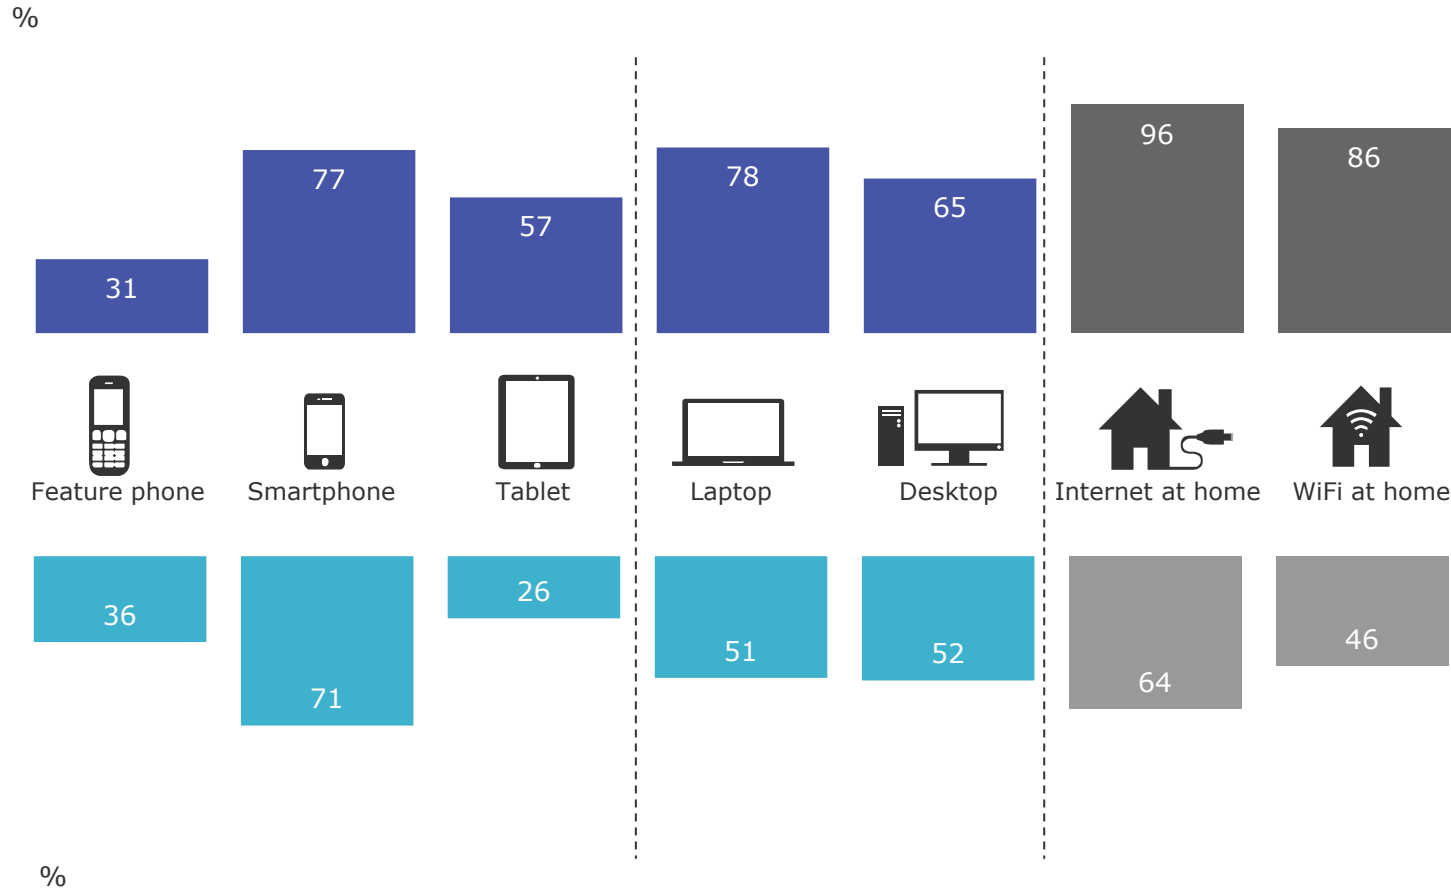 %
31 77 57 78 65 96 86
Feature phone Smartphone Tablet Laptop Desktop Internet at home WiFi at home
36 71 26 51 52 64 46
%